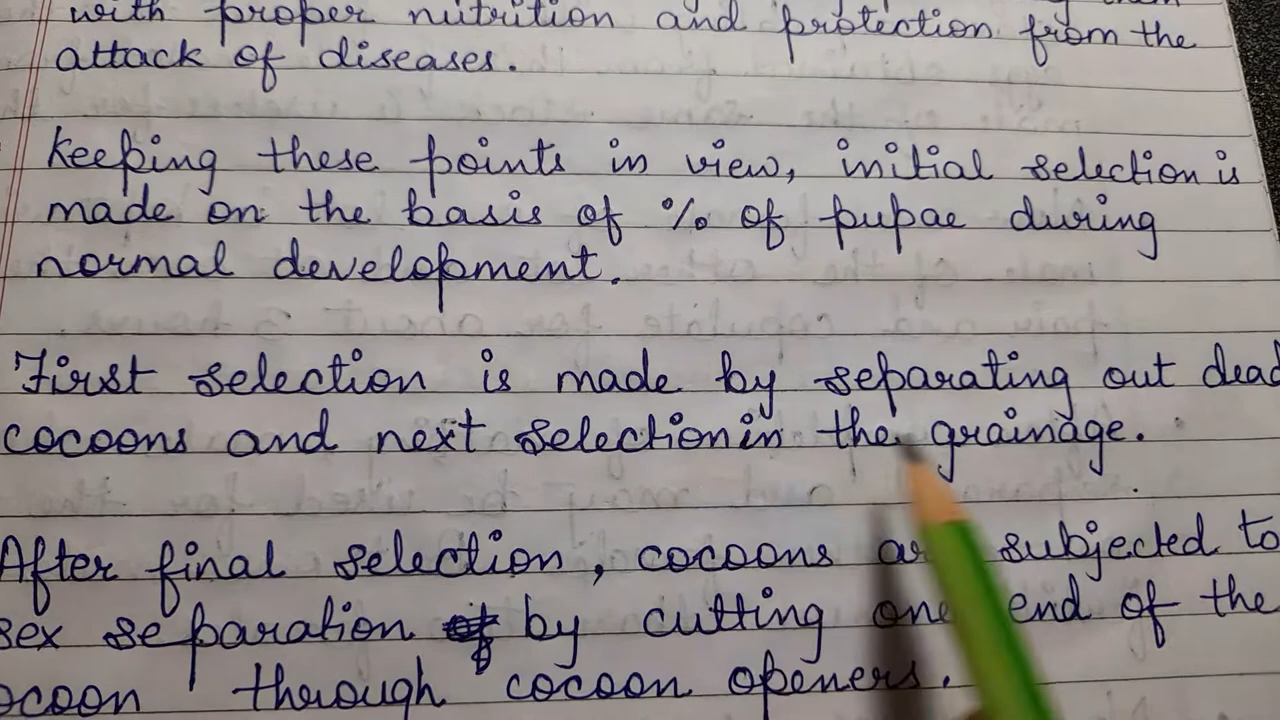 with proper nutrition and protection from the
attack of diseases.
Keeping these points in view, initial selection is
made on the basis of % of pupae during
normal development.
First selection is made by separating out dead
cocoons and next selection in the grainage.
After final selection, cocoons are subjected to
sex separation by cutting one end of the
ocoon through cocoon openers.